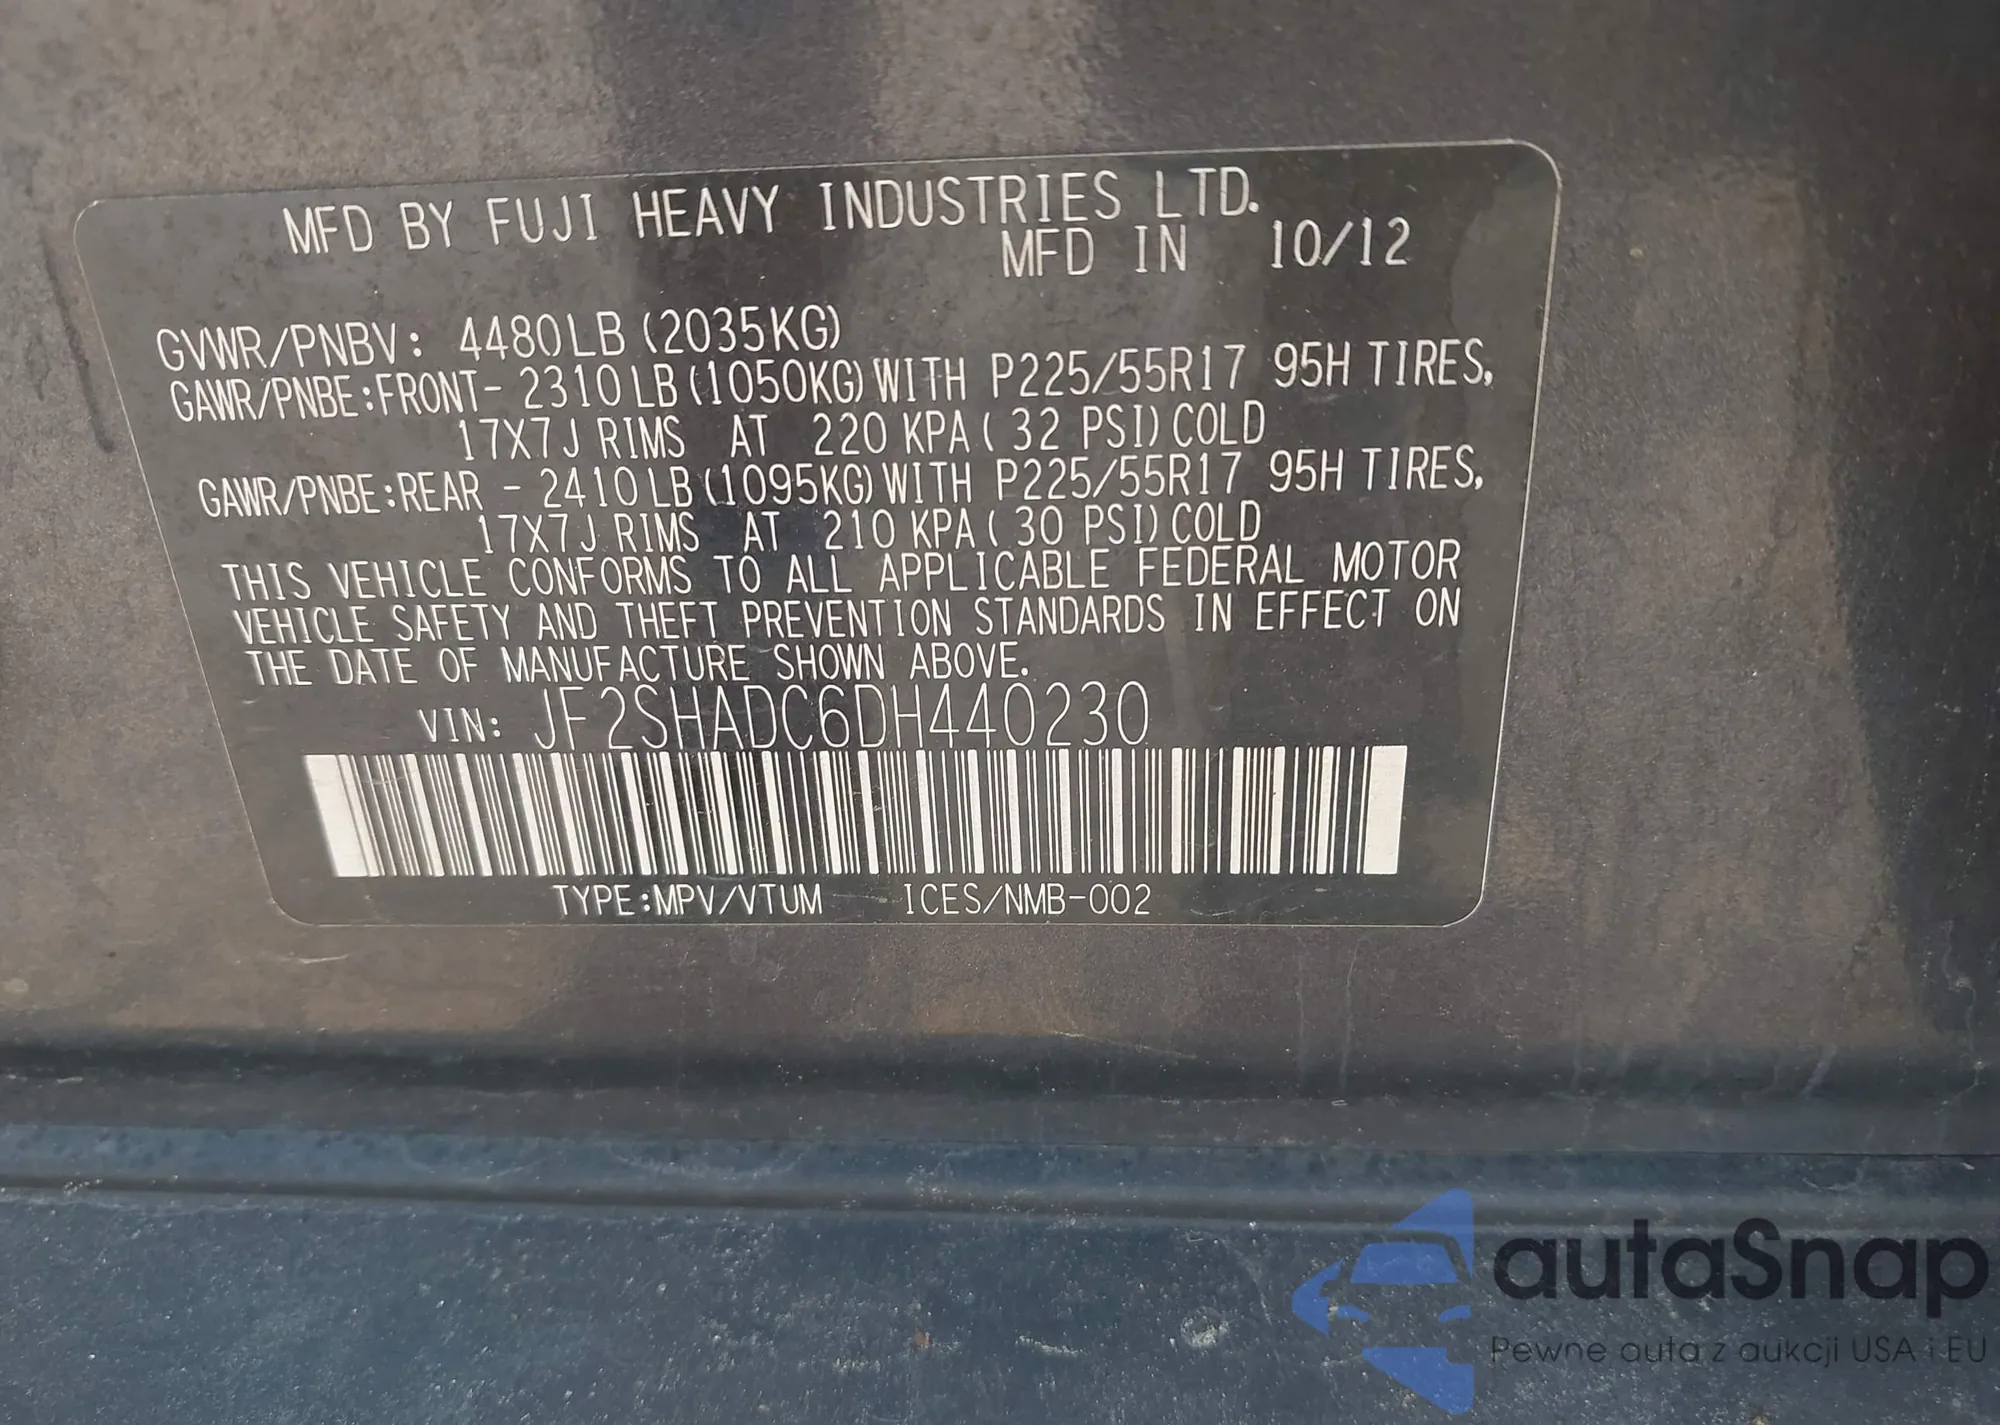 MFD BY FUJI HEAVY INDUSTRIES LTD.
MFD IN 10/12
GVWR/PNBV: 4480LB (2035KG)
GAWR/PNBE:FRONT- 2310LB(1050KG)WITH P225/55R17 95H TIRES,
17X7J RIMS AT 220 KPA( 32 PSI)COLD
GAWR/PNBE:REAR - 2410LB(1095KG)WITH P225/55R17 95H TIRES,
17X7J RIMS AT 210 KPA( 30 PSI)COLD
THIS VEHICLE CONFORMS TO ALL APPLICABLE FEDERAL MOTOR
VEHICLE SAFETY AND THEFT PREVENTION STANDARDS IN EFFECT ON
THE DATE OF MANUFACTURE SHOWN ABOVE.
VIN: JF2SHADC6DH440230
TYPE:MPV/VTUM ICES/NMB-002
autaSnap
Pewne auta z aukcji USA i EU